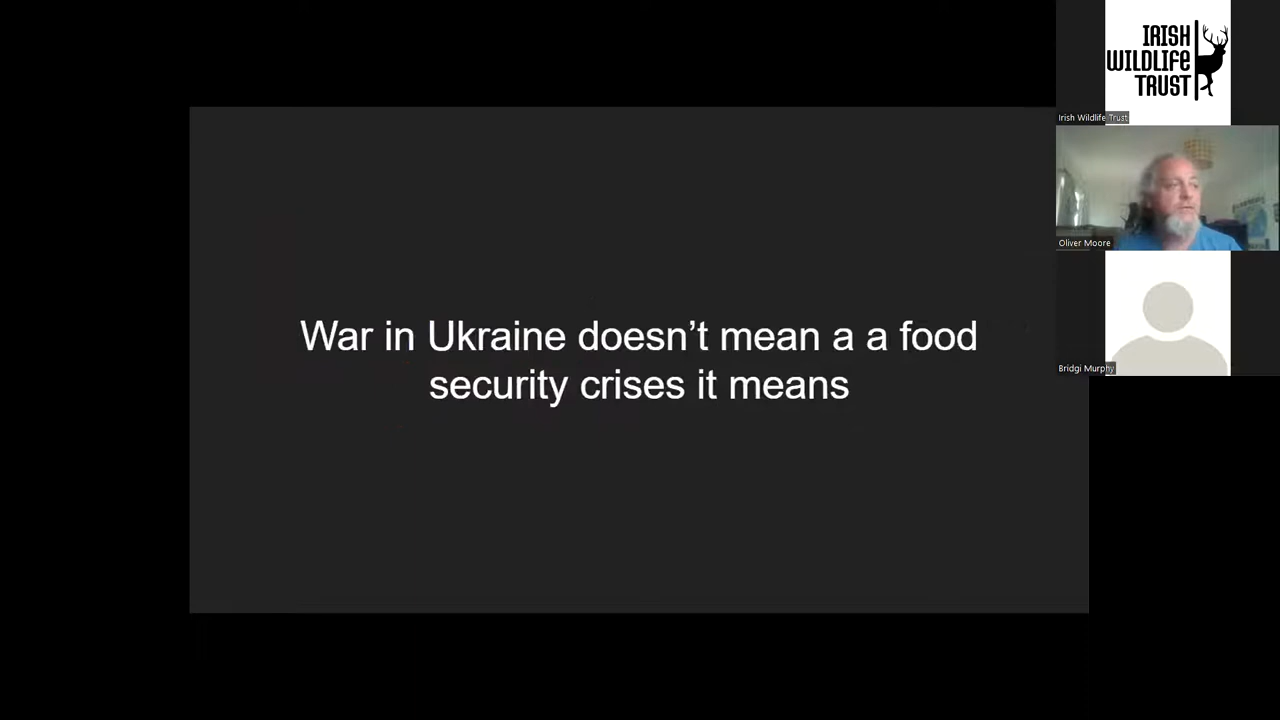 War in Ukraine doesn’t mean a a food
security crises it means
IRISH
WILDLIFE
TRUST
Irish Wildlife Trust
Oliver Moore
Bridgi Murphy